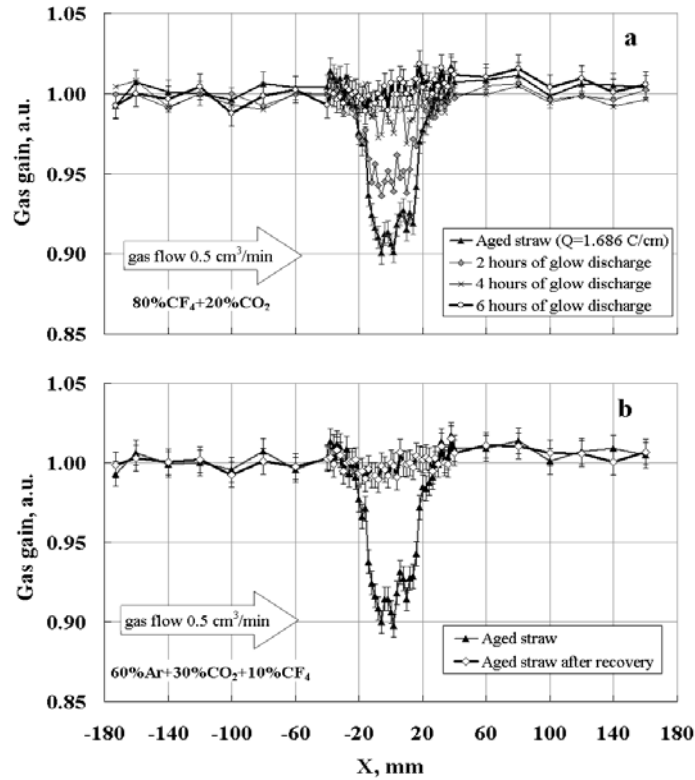 a
1.05
1.00
0.95
0.90
0.85
Gas gain, a.u.
gas flow 0.5 cm³/min
80%CF₄+20%CO₂
Aged straw (Q=1.686 C/cm)
2 hours of glow discharge
4 hours of glow discharge
6 hours of glow discharge
b
1.05
1.00
0.95
0.90
0.85
Gas gain, a.u.
gas flow 0.5 cm³/min
60%Ar+30%CO₂+10%CF₄
Aged straw
Aged straw after recovery
-180 -140 -100 -60 -20 20 60 100 140 180
X, mm